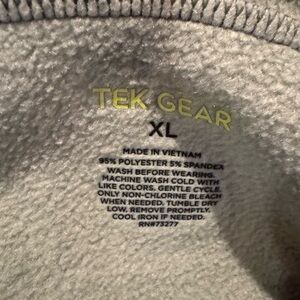 TEK GEAR
XL
MADE IN VIETNAM
95% POLYESTER 5% SPANDEX
WASH BEFORE WEARING.
MACHINE WASH COLD WITH
LIKE COLORS. GENTLE CYCLE.
ONLY NON-CHLORINE BLEACH
WHEN NEEDED. TUMBLE DRY
LOW. REMOVE PROMPTLY.
COOL IRON IF NEEDED.
RN#73277